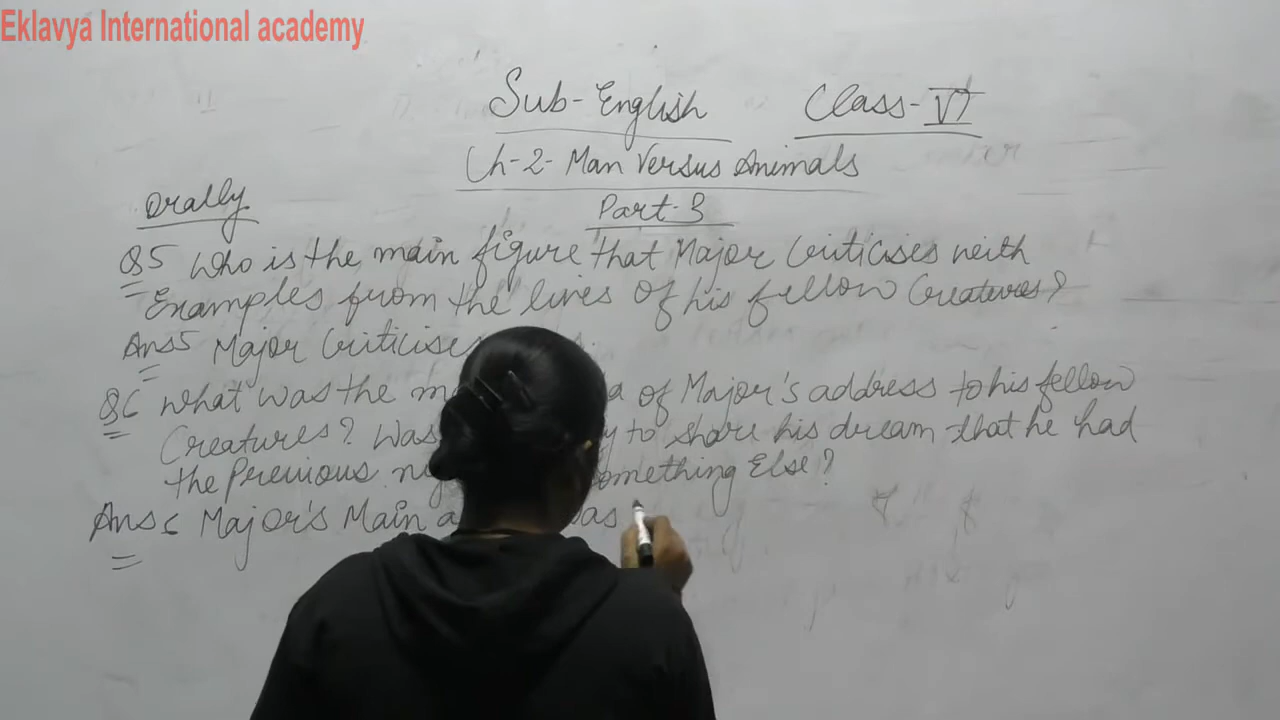 Eklavya International academy
Sub-English Class-VI
Ch-2-Man Versus Animals
Orally
Part-3
Q5 Who is the main figure that Major Criticises with
Examples from the lives of his fellow Creatures?
Ans5 Major Criticises
Q6 What was the of Major's address to his fellow
Creatures? Was to share his dream that he had
the Previous Something Else?
Ans6 Major's Main